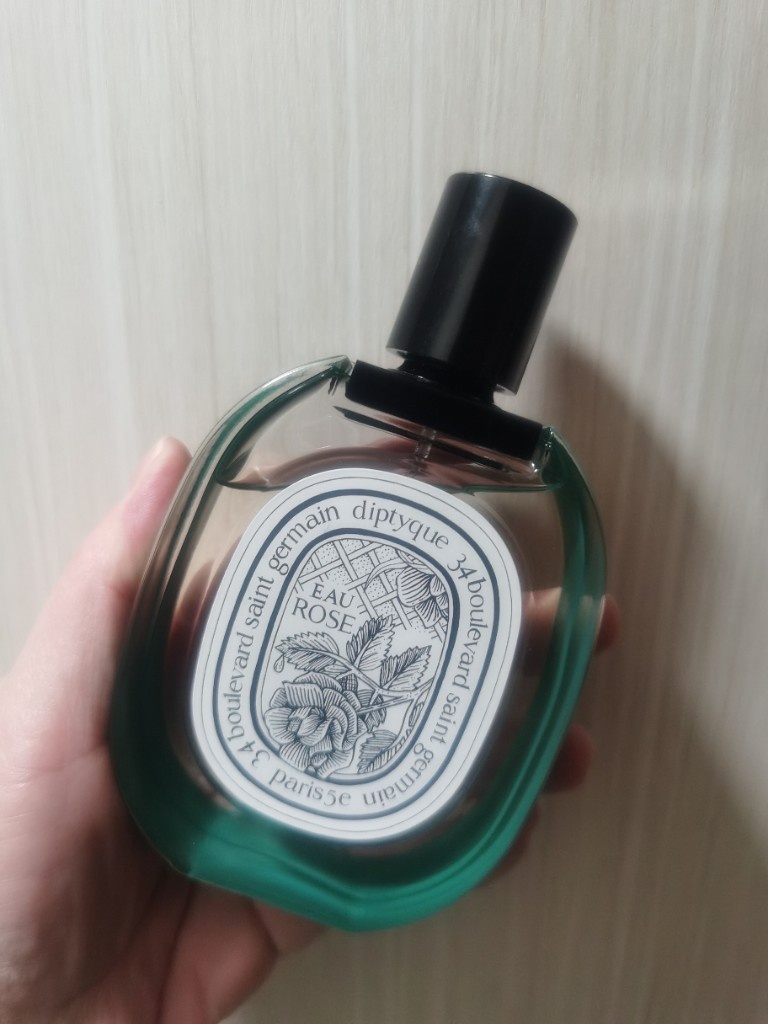 diptyque
34 boulevard saint germain
paris 5e
34 boulevard saint germain
EAU
ROSE